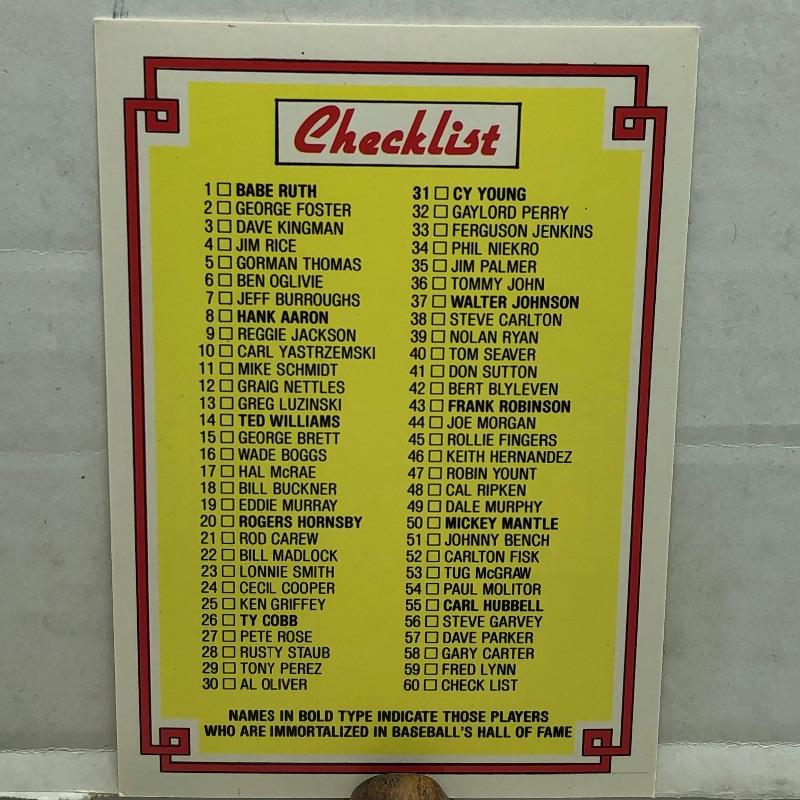 Checklist
1 ☐ BABE RUTH
2 ☐ GEORGE FOSTER
3 ☐ DAVE KINGMAN
4 ☐ JIM RICE
5 ☐ GORMAN THOMAS
6 ☐ BEN OGLIVIE
7 ☐ JEFF BURROUGHS
8 ☐ HANK AARON
9 ☐ REGGIE JACKSON
10 ☐ CARL YASTRZEMSKI
11 ☐ MIKE SCHMIDT
12 ☐ GRAIG NETTLES
13 ☐ GREG LUZINSKI
14 ☐ TED WILLIAMS
15 ☐ GEORGE BRETT
16 ☐ WADE BOGGS
17 ☐ HAL McRAE
18 ☐ BILL BUCKNER
19 ☐ EDDIE MURRAY
20 ☐ ROGERS HORNSBY
21 ☐ ROD CAREW
22 ☐ BILL MADLOCK
23 ☐ LONNIE SMITH
24 ☐ CECIL COOPER
25 ☐ KEN GRIFFEY
26 ☐ TY COBB
27 ☐ PETE ROSE
28 ☐ RUSTY STAUB
29 ☐ TONY PEREZ
30 ☐ AL OLIVER
31 ☐ CY YOUNG
32 ☐ GAYLORD PERRY
33 ☐ FERGUSON JENKINS
34 ☐ PHIL NIEKRO
35 ☐ JIM PALMER
36 ☐ TOMMY JOHN
37 ☐ WALTER JOHNSON
38 ☐ STEVE CARLTON
39 ☐ NOLAN RYAN
40 ☐ TOM SEAVER
41 ☐ DON SUTTON
42 ☐ BERT BLYLEVEN
43 ☐ FRANK ROBINSON
44 ☐ JOE MORGAN
45 ☐ ROLLIE FINGERS
46 ☐ KEITH HERNANDEZ
47 ☐ ROBIN YOUNT
48 ☐ CAL RIPKEN
49 ☐ DALE MURPHY
50 ☐ MICKEY MANTLE
51 ☐ JOHNNY BENCH
52 ☐ CARLTON FISK
53 ☐ TUG McGRAW
54 ☐ PAUL MOLITOR
55 ☐ CARL HUBBELL
56 ☐ STEVE GARVEY
57 ☐ DAVE PARKER
58 ☐ GARY CARTER
59 ☐ FRED LYNN
60 ☐ CHECK LIST
NAMES IN BOLD TYPE INDICATE THOSE PLAYERS
WHO ARE IMMORTALIZED IN BASEBALL'S HALL OF FAME